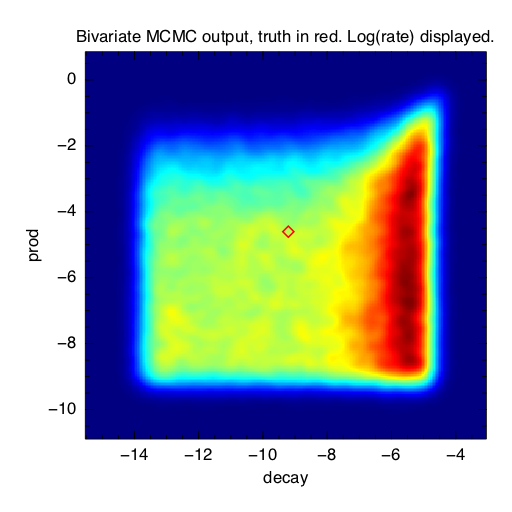 Bivariate MCMC output, truth in red. Log(rate) displayed.
0
−2
−4
−6
−8
−10
prod
−14 −12 −10 −8 −6 −4
decay